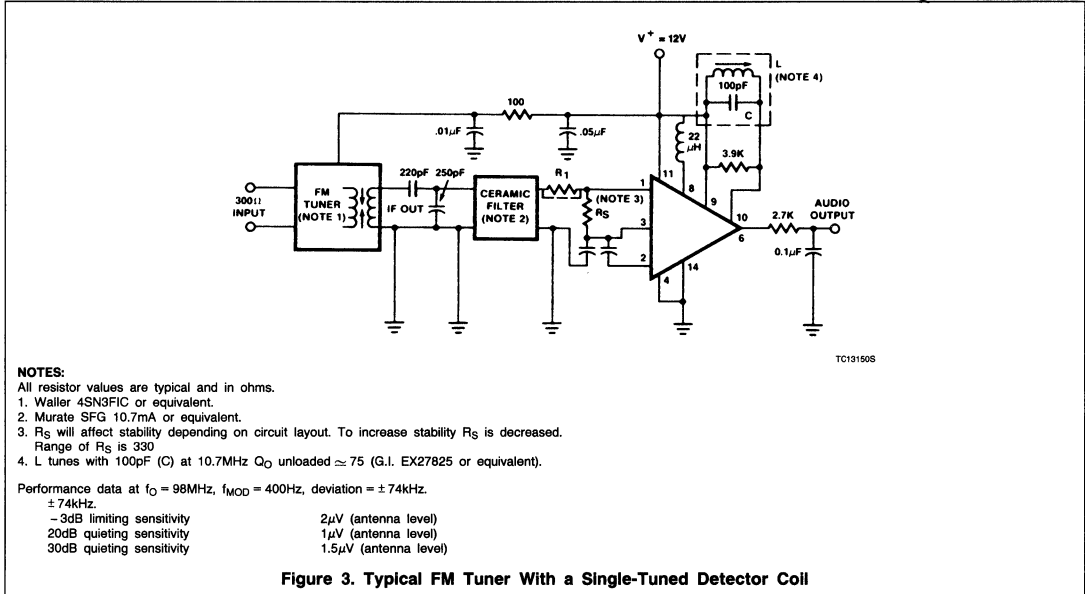 V+ = 12V
L
(NOTE 4)
100pF
C
100
.01µF
.05µF
22
µH
3.9K
FM
TUNER
(NOTE 1)
300Ω
INPUT
220pF
250pF
IF OUT
CERAMIC
FILTER
(NOTE 2)
R1
(NOTE 3)
RS
1
3
2
4
14
11
8
9
10
6
2.7K
AUDIO
OUTPUT
0.1µF
TC13150S
NOTES:
All resistor values are typical and in ohms.
1. Waller 4SN3FIC or equivalent.
2. Murate SFG 10.7mA or equivalent.
3. RS will affect stability depending on circuit layout. To increase stability RS is decreased.
Range of RS is 330
4. L tunes with 100pF (C) at 10.7MHz QO unloaded ≃ 75 (G.I. EX27825 or equivalent).
Performance data at fO = 98MHz, fMOD = 400Hz, deviation = ± 74kHz.
± 74kHz.
– 3dB limiting sensitivity 2µV (antenna level)
20dB quieting sensitivity 1µV (antenna level)
30dB quieting sensitivity 1.5µV (antenna level)
Figure 3. Typical FM Tuner With a Single-Tuned Detector Coil